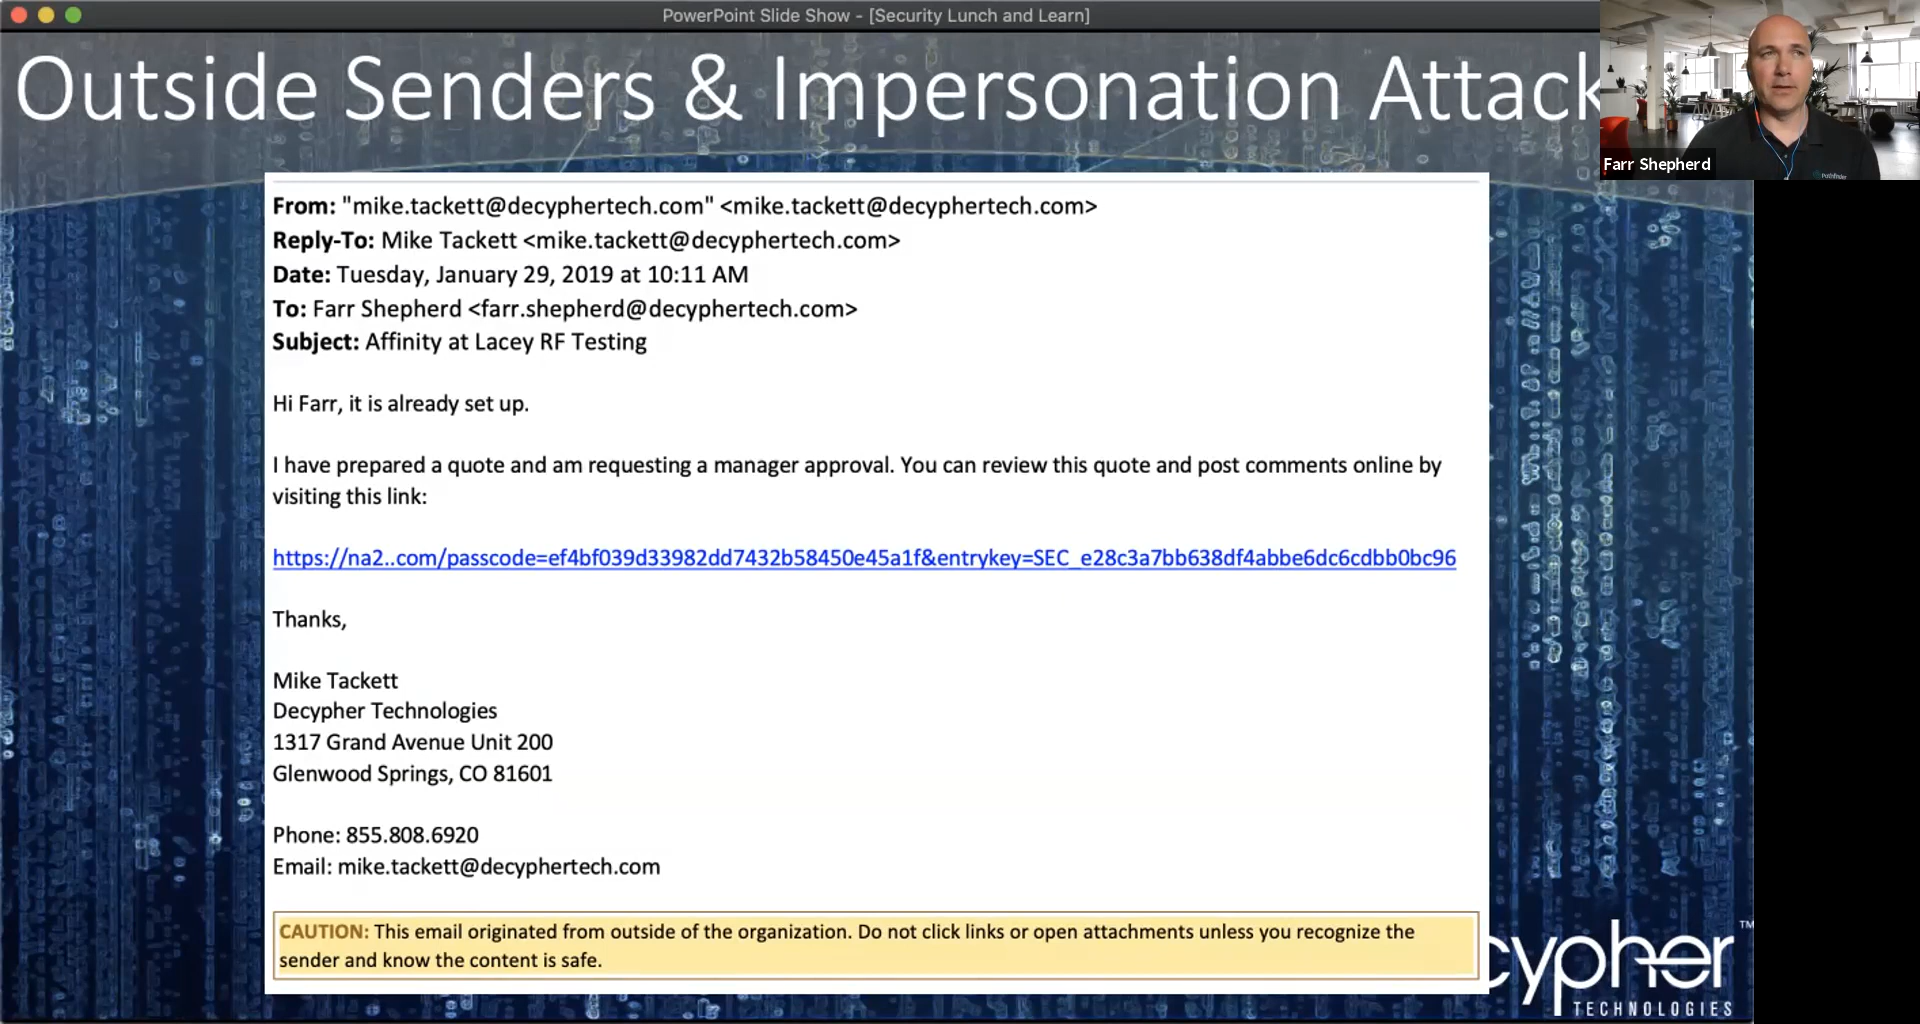 PowerPoint Slide Show - [Security Lunch and Learn]
Outside Senders & Impersonation Attack
Farr Shepherd
From: "mike.tackett@decyphertech.com" <mike.tackett@decyphertech.com>
Reply-To: Mike Tackett <mike.tackett@decyphertech.com>
Date: Tuesday, January 29, 2019 at 10:11 AM
To: Farr Shepherd <farr.shepherd@decyphertech.com>
Subject: Affinity at Lacey RF Testing
Hi Farr, it is already set up.
I have prepared a quote and am requesting a manager approval. You can review this quote and post comments online by
visiting this link:
https://na2..com/passcode=ef4bf039d33982dd7432b58450e45a1f&entrykey=SEC_e28c3a7bb638df4abbe6dc6cdbb0bc96
Thanks,
Mike Tackett
Decypher Technologies
1317 Grand Avenue Unit 200
Glenwood Springs, CO 81601
Phone: 855.808.6920
Email: mike.tackett@decyphertech.com
CAUTION: This email originated from outside of the organization. Do not click links or open attachments unless you recognize the
sender and know the content is safe.
cypher™
TECHNOLOGIES